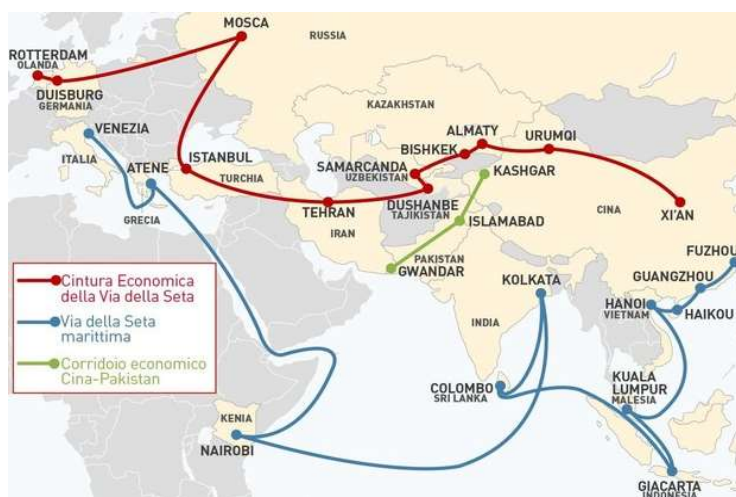 MOSCA
RUSSIA
ROTTERDAM
OLANDA
DUISBURG
GERMANIA
KAZAKHSTAN
VENEZIA
ALMATY
URUMQI
BISHKEK
ITALIA
ATENE
ISTANBUL
TURCHIA
SAMARCANDA
UZBEKISTAN
KASHGAR
DUSHANBE
TAJIKISTAN
CINA
XI'AN
GRECIA
TEHRAN
IRAN
ISLAMABAD
PAKISTAN
GWANDAR
FUZHOU
GUANGZHOU
KOLKATA
HANOI
VIETNAM
HAIKOU
INDIA
Cintura Economica
della Via della Seta
Via della Seta
marittima
Corridoio economico
Cina-Pakistan
COLOMBO
SRI LANKA
KUALA
LUMPUR
MALESIA
KENIA
NAIROBI
GIACARTA
INDONESIA